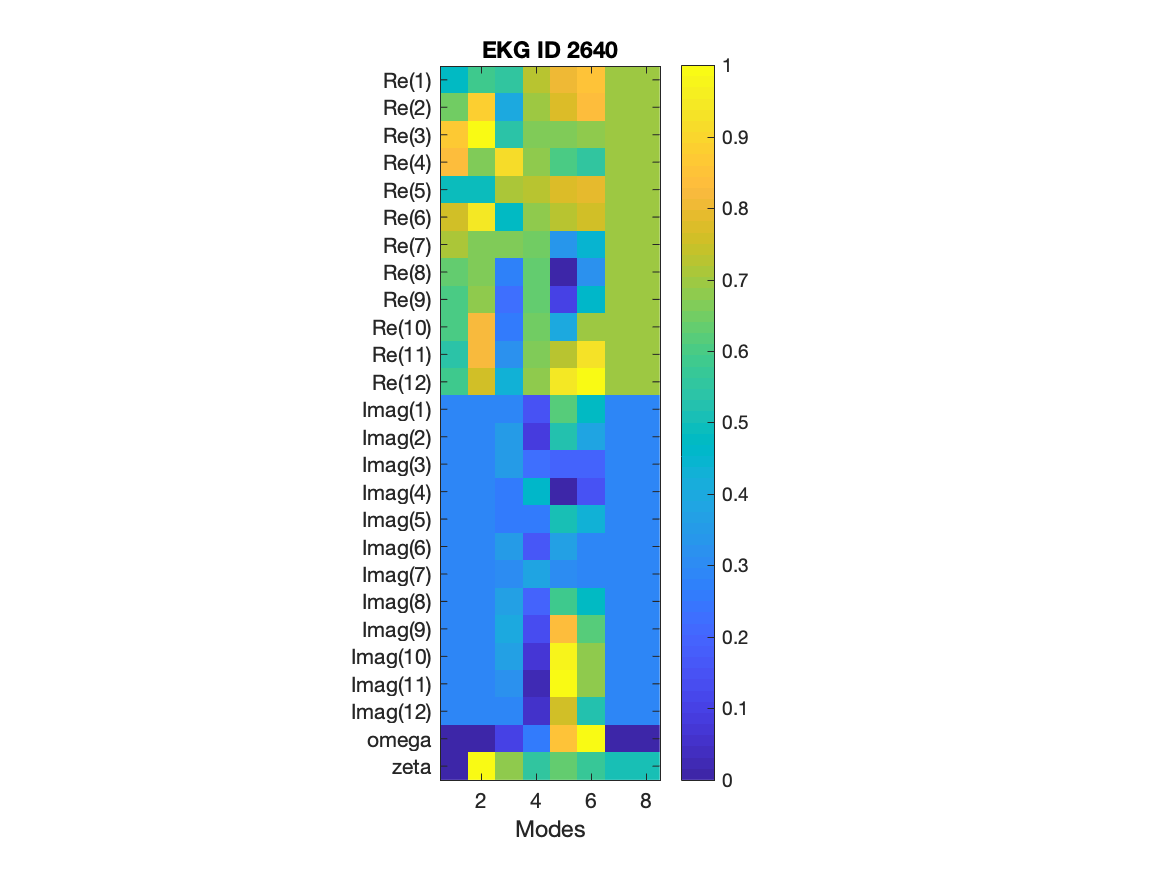 EKG ID 2640
Re(1)
Re(2)
Re(3)
Re(4)
Re(5)
Re(6)
Re(7)
Re(8)
Re(9)
Re(10)
Re(11)
Re(12)
Imag(1)
Imag(2)
Imag(3)
Imag(4)
Imag(5)
Imag(6)
Imag(7)
Imag(8)
Imag(9)
Imag(10)
Imag(11)
Imag(12)
omega
zeta
2 4 6 8
Modes
1
0.9
0.8
0.7
0.6
0.5
0.4
0.3
0.2
0.1
0